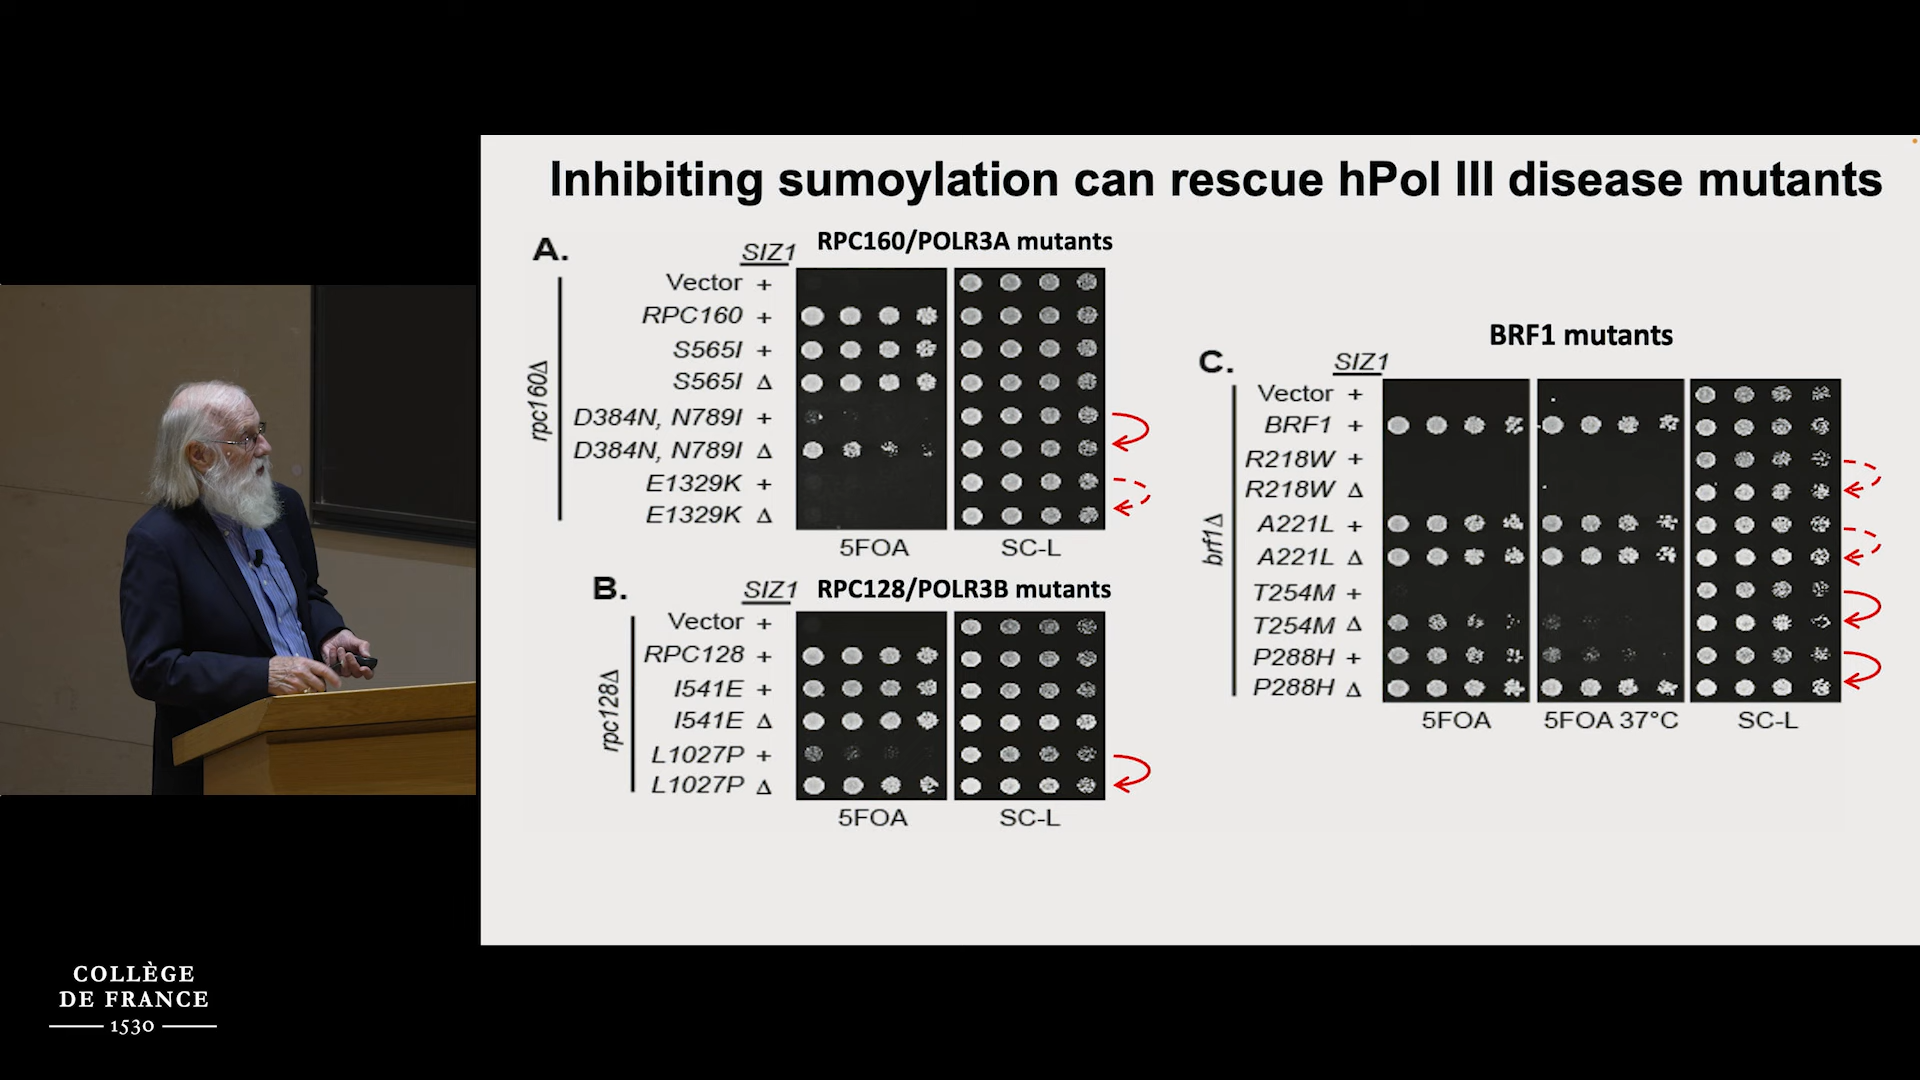 Inhibiting sumoylation can rescue hPol III disease mutants
A.
SIZ1
RPC160/POLR3A mutants
rpc160Δ
Vector +
RPC160 +
S565I +
S565I Δ
D384N, N789I +
D384N, N789I Δ
E1329K +
E1329K Δ
5FOA
SC-L
B.
SIZ1
RPC128/POLR3B mutants
rpc128Δ
Vector +
RPC128 +
I541E +
I541E Δ
L1027P +
L1027P Δ
5FOA
SC-L
BRF1 mutants
C.
SIZ1
brf1Δ
Vector +
BRF1 +
R218W +
R218W Δ
A221L +
A221L Δ
T254M +
T254M Δ
P288H +
P288H Δ
5FOA
5FOA 37°C
SC-L
COLLÈGE
DE FRANCE
1530